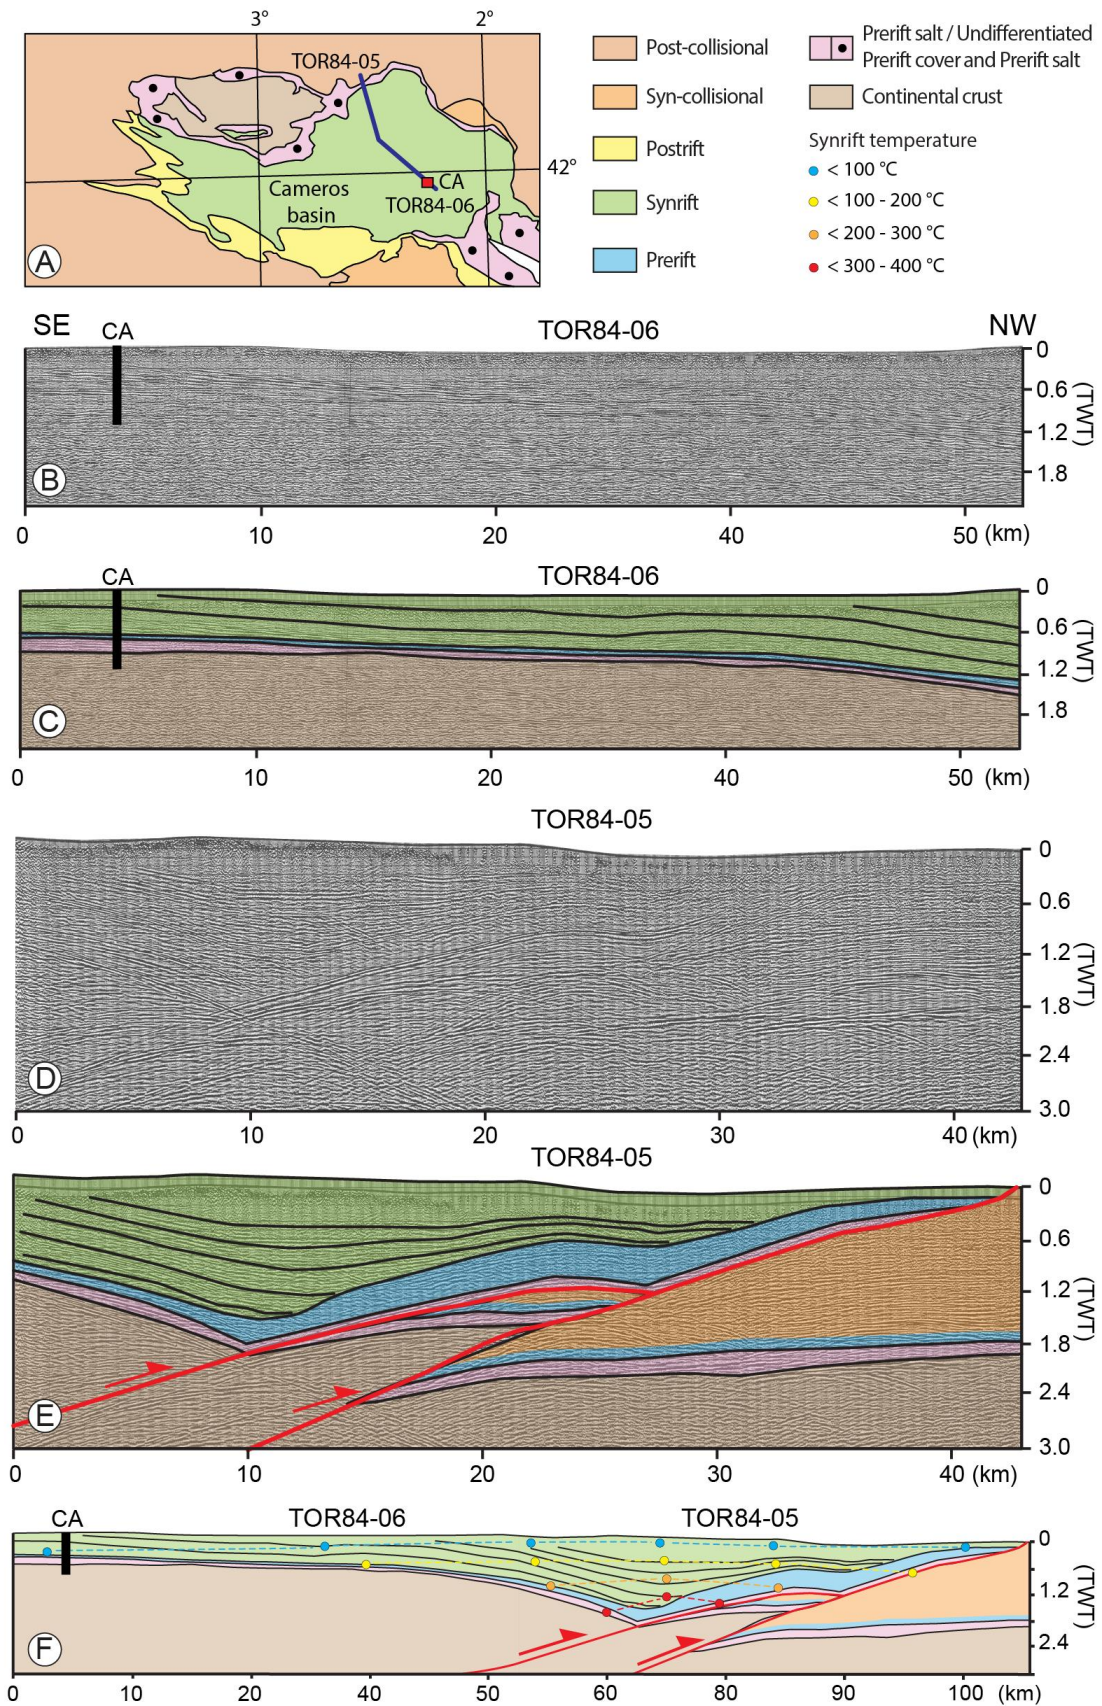 3°
2°
TOR84-05
42°
CA
Cameros
basin
TOR84-06
A
Post-collisional
Syn-collisional
Postrift
Synrift
Prerift
Prerift salt / Undifferentiated
Prerift cover and Prerift salt
Continental crust
Synrift temperature
< 100 °C
< 100 - 200 °C
< 200 - 300 °C
< 300 - 400 °C
SE
CA
TOR84-06
NW
0
0.6
1.2
1.8
(TWT)
B
0 10 20 40 50 (km)
CA
TOR84-06
0
0.6
1.2
1.8
(TWT)
C
0 10 20 40 50 (km)
TOR84-05
0
0.6
1.2
1.8
2.4
3.0
(TWT)
D
0 10 20 30 40 (km)
TOR84-05
0
0.6
1.2
1.8
2.4
3.0
(TWT)
E
0 10 20 30 40 (km)
CA
TOR84-06
TOR84-05
0
1.2
2.4
(TWT)
F
0 10 20 40 50 60 80 90 100 (km)